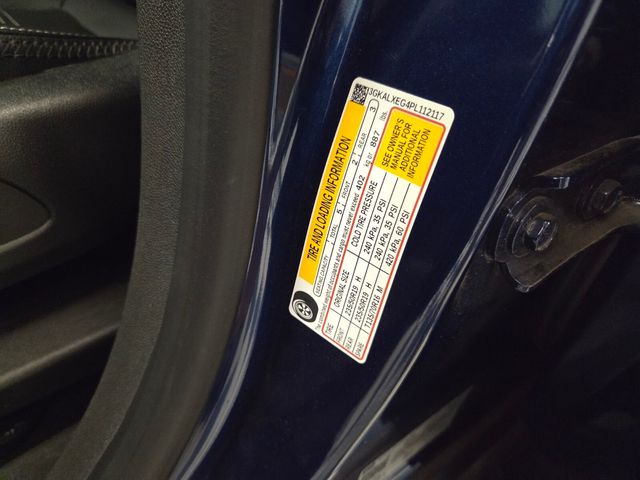 3GKALXEG4PL112117
TIRE AND LOADING INFORMATION
SEATING CAPACITY TOTAL 5 FRONT 2 REAR 3
The combined weight of occupants and cargo must never exceed 402 kg or 887 lbs.
TIRE ORIGINAL SIZE COLD TIRE PRESSURE
FRONT 235/50R19 H 240 kPa, 35 PSI
REAR 235/50R19 H 240 kPa, 35 PSI
SPARE T135/70R16 M 420 kPa, 60 PSI
SEE OWNER'S
MANUAL FOR
ADDITIONAL
INFORMATION